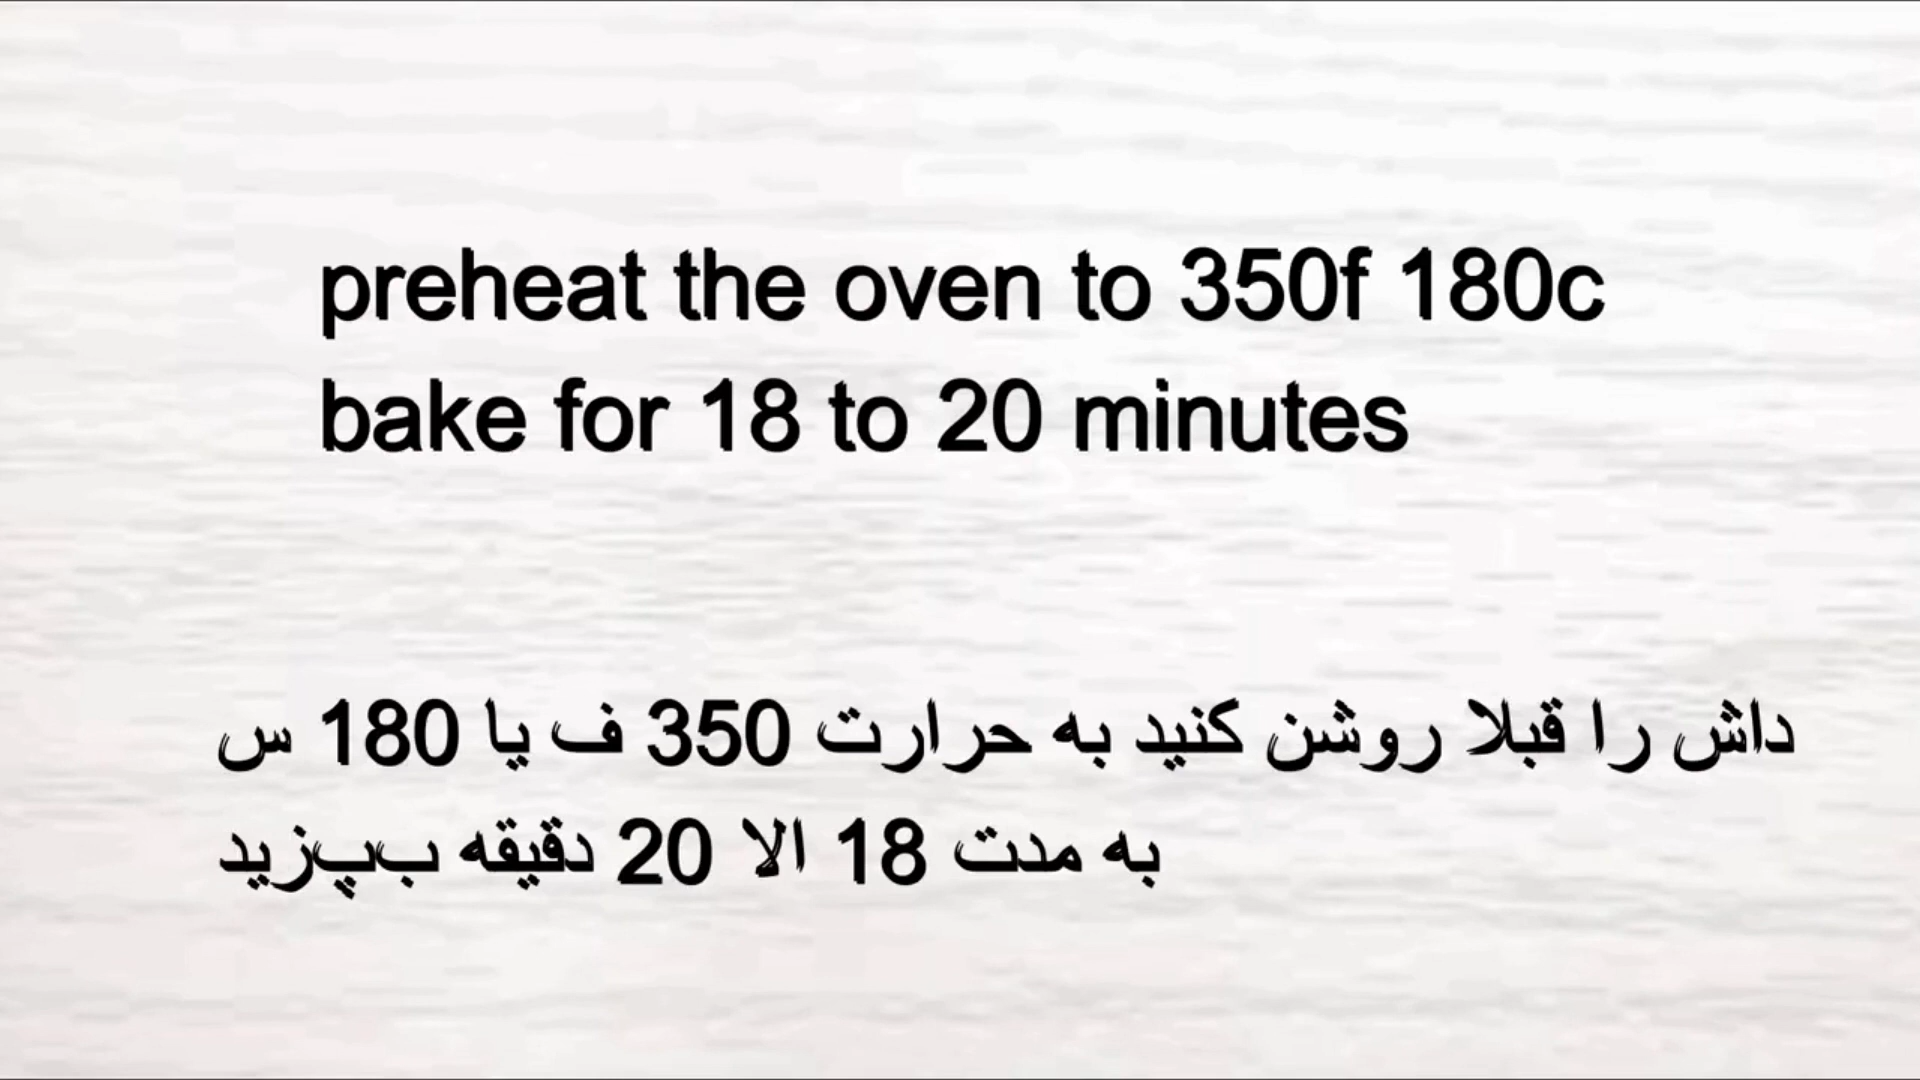 preheat the oven to 350f 180c
bake for 18 to 20 minutes
داش را قبلا روشن کنید به حرارت 350 ف یا 180 س
به مدت 18 الا 20 دقیقه ببپزید